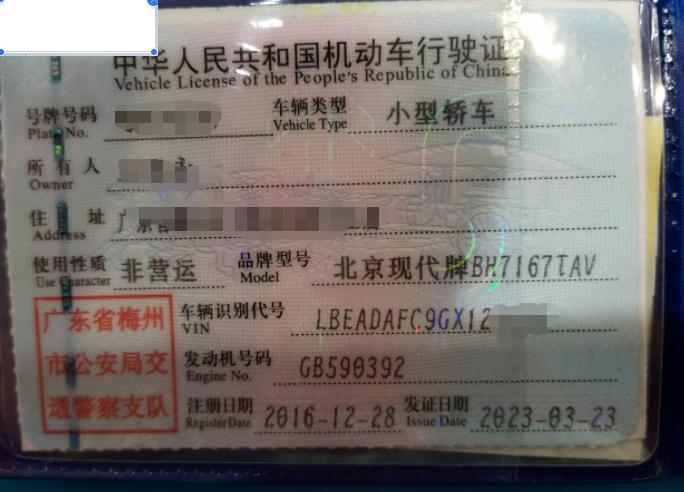 中华人民共和国机动车行驶证
Vehicle License of the People's Republic of China
号牌号码 车辆类型 小型轿车
Plate No. Vehicle Type
所有人
Owner
住址 广东省
Address
使用性质 非营运 品牌型号 北京现代牌BH7167TAV
Use Character Model
广东省梅州 车辆识别代号 LBEADAFC9GX12
VIN
市公安局交 发动机号码 GB590392
Engine No.
通警察支队 注册日期 2016-12-28 发证日期 2023-03-23
Register Date Issue Date